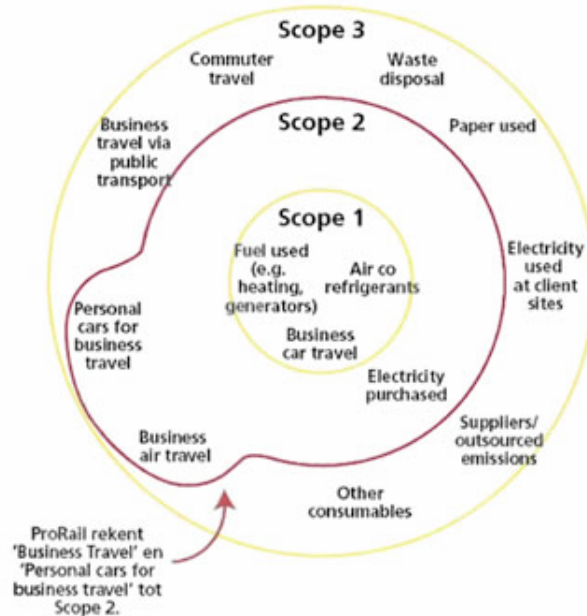 Scope 3
Commuter
travel
Waste
disposal
Business
travel via
public
transport
Scope 2
Paper used
Scope 1
Fuel used
(e.g.
heating,
generators)
Air co
refrigerants
Electricity
used
at client
sites
Personal
cars for
business
travel
Business
car travel
Electricity
purchased
Business
air travel
Suppliers/
outsourced
emissions
Other
consumables
ProRail rekent
'Business Travel' en
'Personal cars for
business travel' tot
Scope 2.